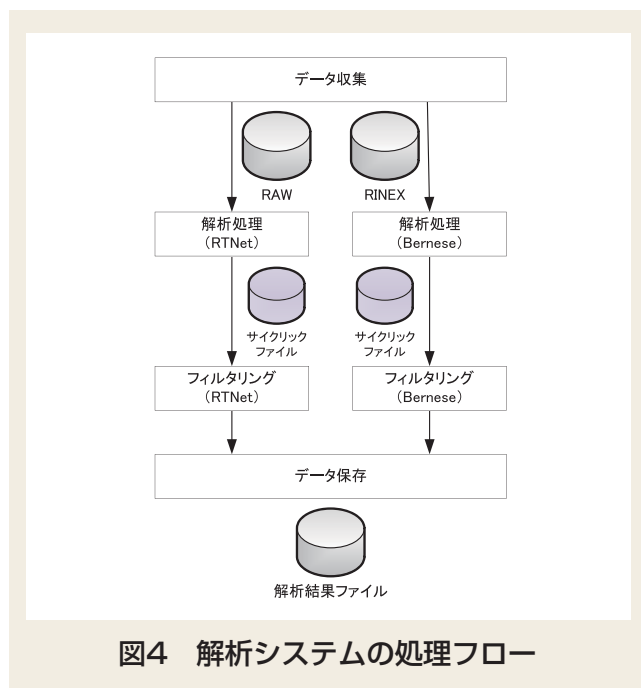 データ収集
RAW RINEX
解析処理
（RTNet）
解析処理
（Bernese）
サイクリック
ファイル
サイクリック
ファイル
フィルタリング
（RTNet）
フィルタリング
（Bernese）
データ保存
解析結果ファイル
図4 解析システムの処理フロー